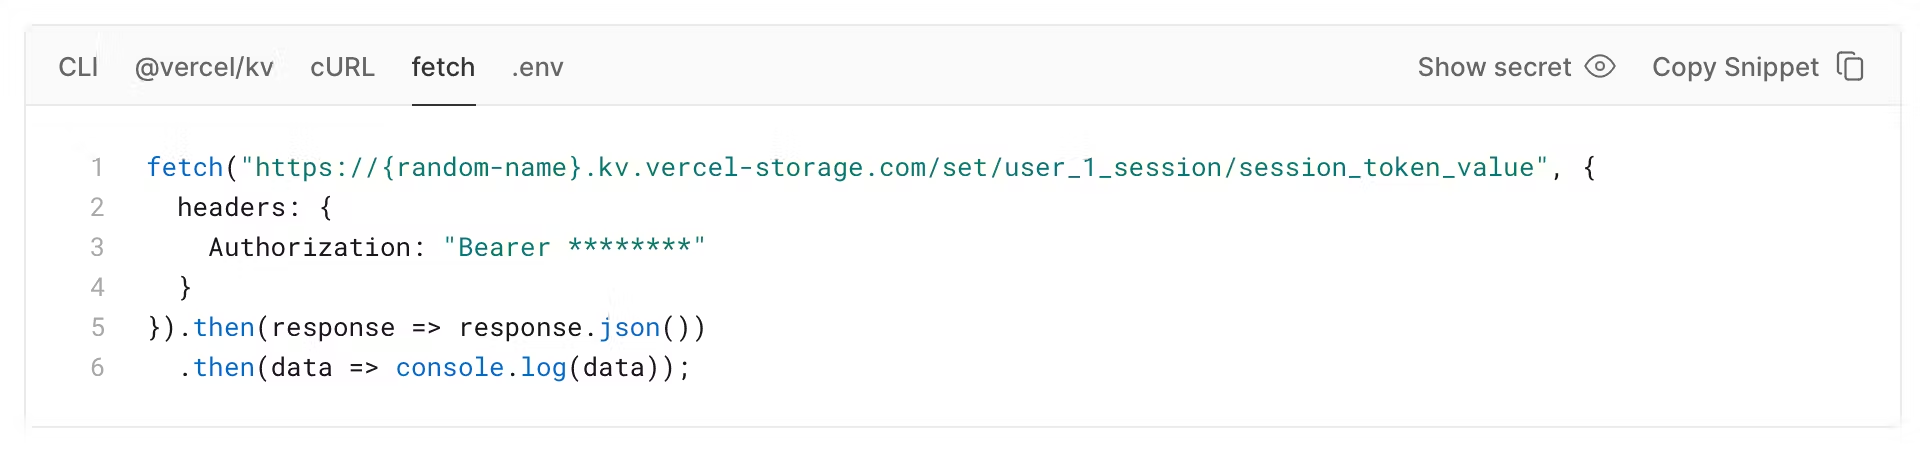 CLI @vercel/kv cURL fetch .env Show secret Copy Snippet
1 fetch("https://{random-name}.kv.vercel-storage.com/set/user_1_session/session_token_value", {
2 headers: {
3 Authorization: "Bearer ********"
4 }
5 }).then(response => response.json())
6 .then(data => console.log(data));